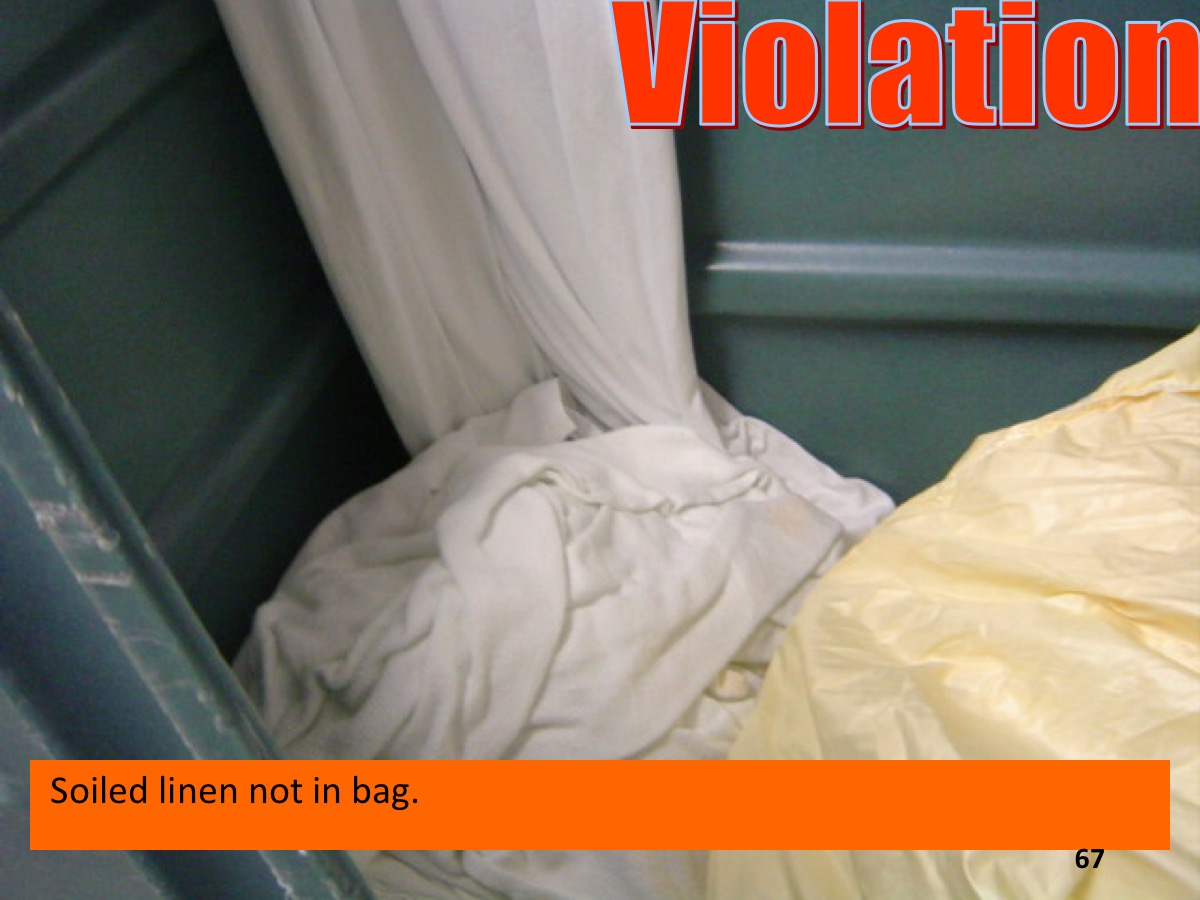 Violation
Soiled linen not in bag.
67